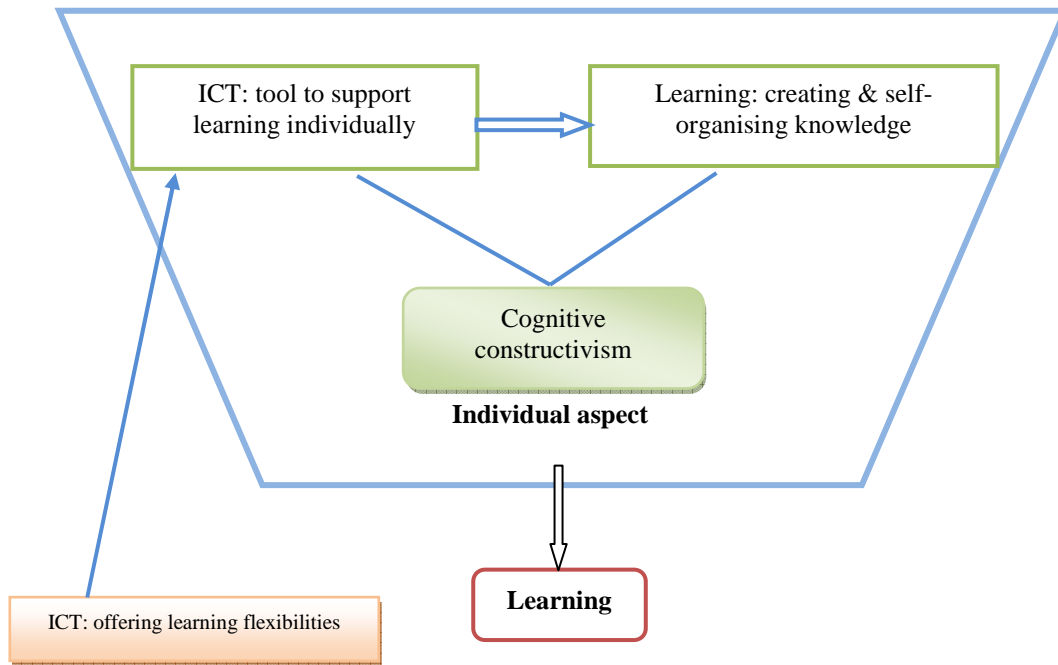 ICT: tool to support
learning individually
Learning: creating & self-
organising knowledge
Cognitive
constructivism
Individual aspect
Learning
ICT: offering learning flexibilities